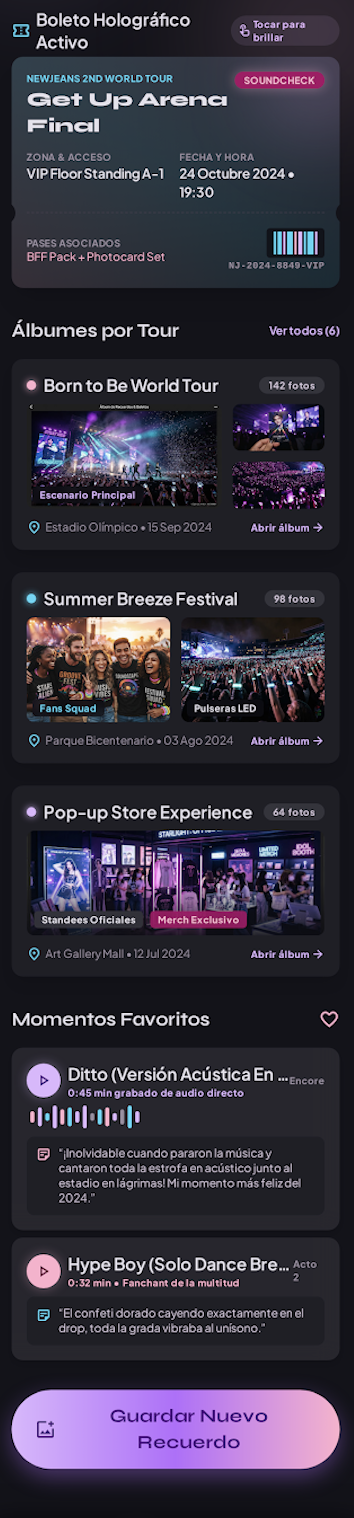 Boleto Holográfico
Activo
Tocar para
brillar
NEWJEANS 2ND WORLD TOUR
SOUNDCHECK
Get Up Arena
Final
ZONA & ACCESO
FECHA Y HORA
VIP Floor Standing A-1
24 Octubre 2024 •
19:30
PASES ASOCIADOS
BFF Pack + Photocard Set
NJ-2024-8849-VIP
Álbumes por Tour
Ver todos (6)
Born to Be World Tour
142 fotos
Escenario Principal
Estadio Olímpico • 15 Sep 2024
Abrir álbum →
Summer Breeze Festival
98 fotos
GROOVE
FEST
Fans Squad
Pulseras LED
Parque Bicentenario • 03 Ago 2024
Abrir álbum →
Pop-up Store Experience
64 fotos
IDOL
BOOTH
Standees Oficiales
Merch Exclusivo
Art Gallery Mall • 12 Jul 2024
Abrir álbum →
Momentos Favoritos
Ditto (Versión Acústica En ...
Encore
0:45 min grabado de audio directo
"¡Inolvidable cuando pararon la música y
cantaron toda la estrofa en acústico junto al
estadio en lágrimas! Mi momento más feliz del
2024."
Hype Boy (Solo Dance Bre...
Acto
2
0:32 min • Fanchant de la multitud
"El confeti dorado cayendo exactamente en el
drop, toda la grada vibraba al unísono."
Guardar Nuevo
Recuerdo